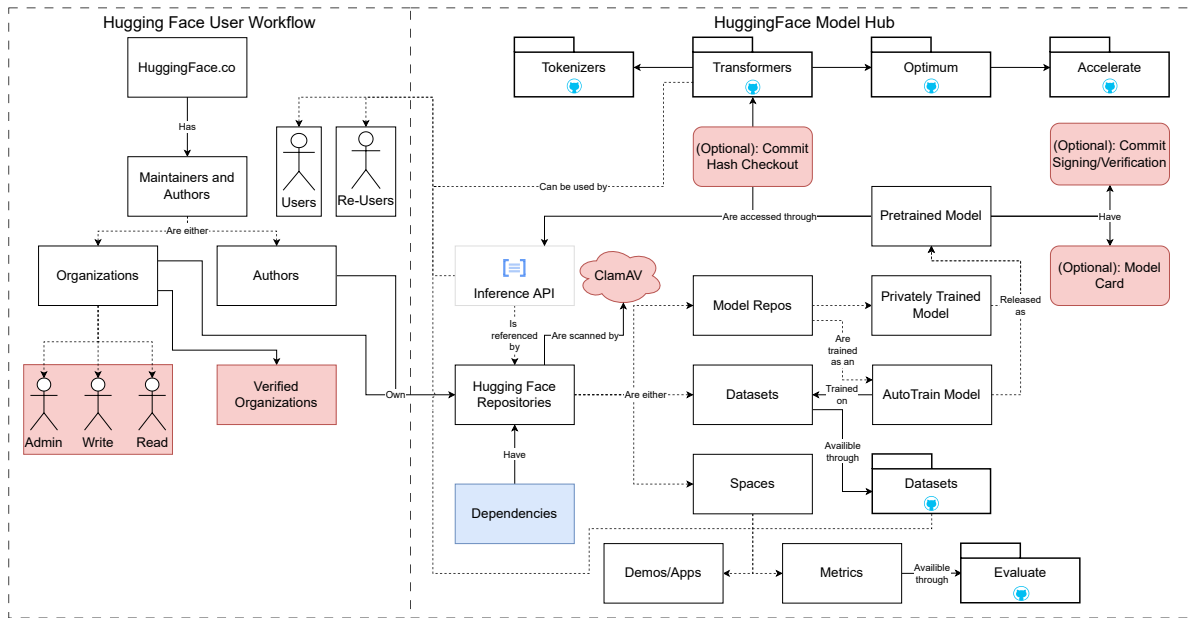 Hugging Face User Workflow
HuggingFace Model Hub
HuggingFace.co
Has
Maintainers and
Authors
Are either
Organizations
Authors
Users
Re-Users
Admin
Write
Read
Verified
Organizations
Own
Tokenizers
Transformers
Optimum
Accelerate
(Optional): Commit
Hash Checkout
(Optional): Commit
Signing/Verification
Can be used by
Are accessed through
Pretrained Model
Have
(Optional): Model
Card
Inference API
ClamAV
Is
referenced
by
Are scanned by
Model Repos
Privately Trained
Model
Released
as
Are
trained
as an
Hugging Face
Repositories
Are either
Datasets
Trained
on
AutoTrain Model
Have
Availible
through
Dependencies
Spaces
Datasets
Demos/Apps
Metrics
Availible
through
Evaluate